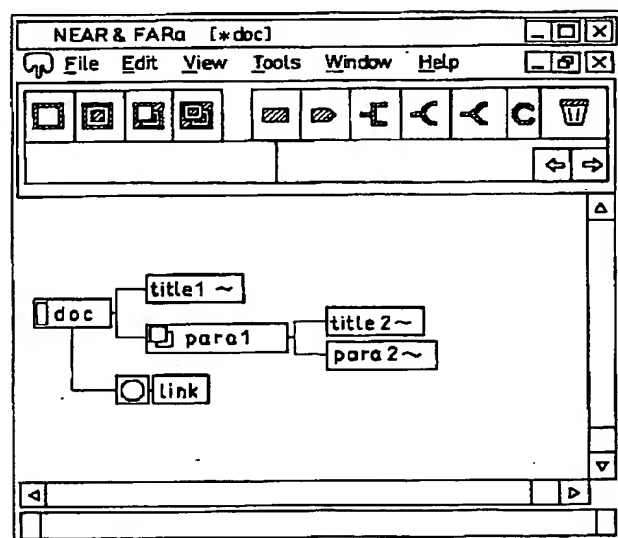 NEAR & FARa [*doc]
File Edit View Tools Window Help
title1 ~
doc
para1
title2~
para2~
link